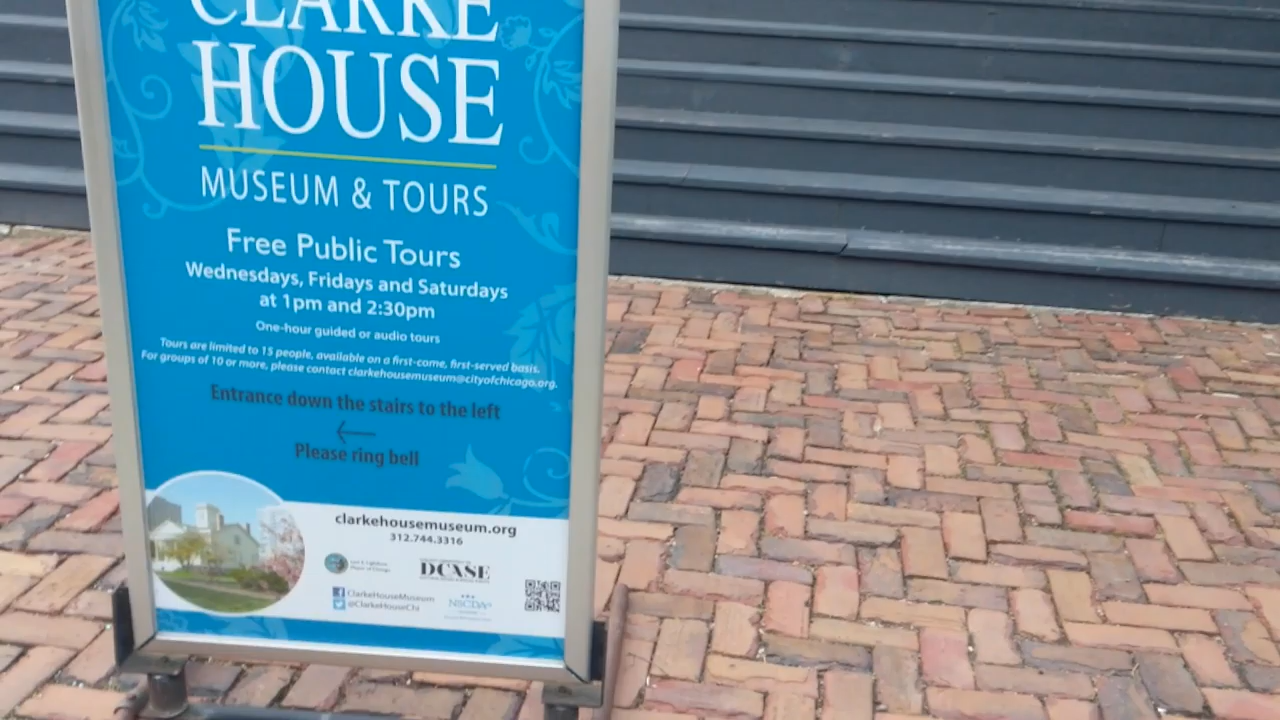 CLARKE
HOUSE
MUSEUM & TOURS
Free Public Tours
Wednesdays, Fridays and Saturdays
at 1pm and 2:30pm
One-hour guided or audio tours
Tours are limited to 15 people, available on a first-come, first-served basis.
For groups of 10 or more, please contact clarkehousemuseum@cityofchicago.org.
Entrance down the stairs to the left
←
Please ring bell
clarkehousemuseum.org
312.744.3316
DCASE
ClarkeHouseMuseum
@ClarkeHouseChi
NSCDA